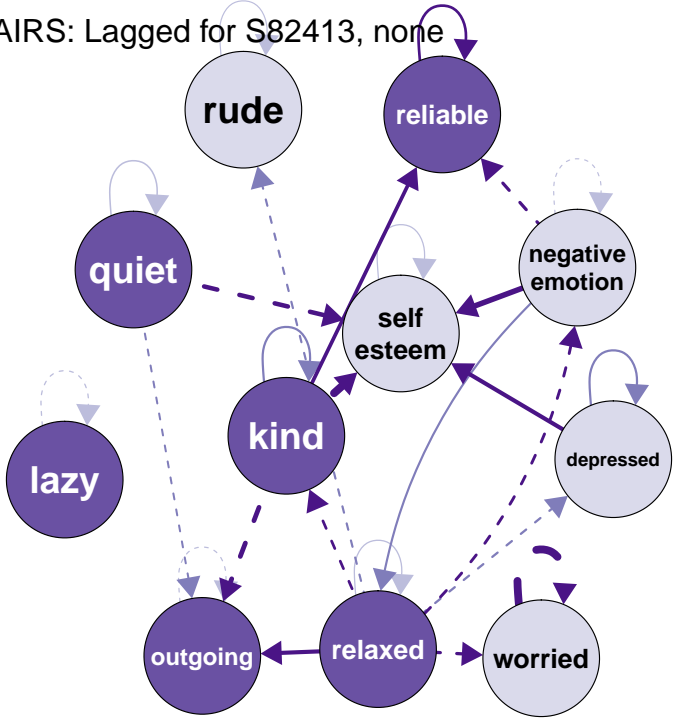 AIRS: Lagged for S82413, none
rude
reliable
quiet
negative
emotion
self
esteem
kind
depressed
lazy
outgoing
relaxed
worried